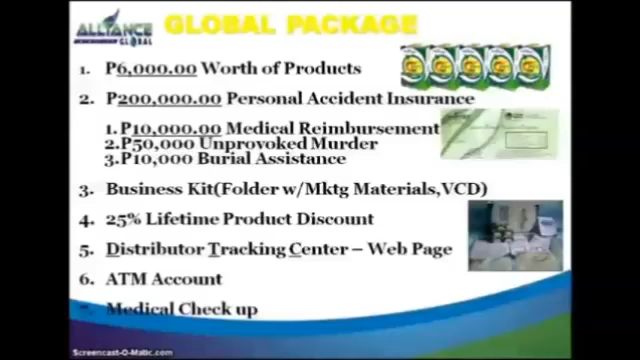 ALLIANCE
GLOBAL
GLOBAL PACKAGE
1. P6,000.00 Worth of Products
2. P200,000.00 Personal Accident Insurance
1.P10,000.00 Medical Reimbursement
2.P50,000 Unprovoked Murder
3.P10,000 Burial Assistance
3. Business Kit(Folder w/Mktg Materials,VCD)
4. 25% Lifetime Product Discount
5. Distributor Tracking Center – Web Page
6. ATM Account
Medical Check up
Screencast-O-Matic.com